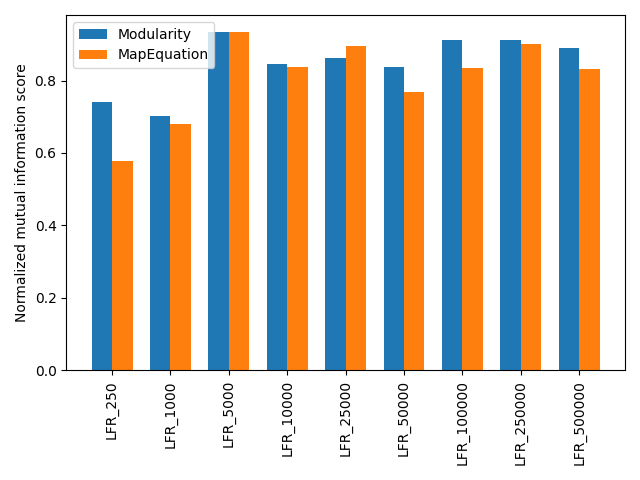 Modularity
MapEquation
Normalized mutual information score
0.8
0.6
0.4
0.2
0.0
LFR_250
LFR_1000
LFR_5000
LFR_10000
LFR_25000
LFR_50000
LFR_100000
LFR_250000
LFR_500000